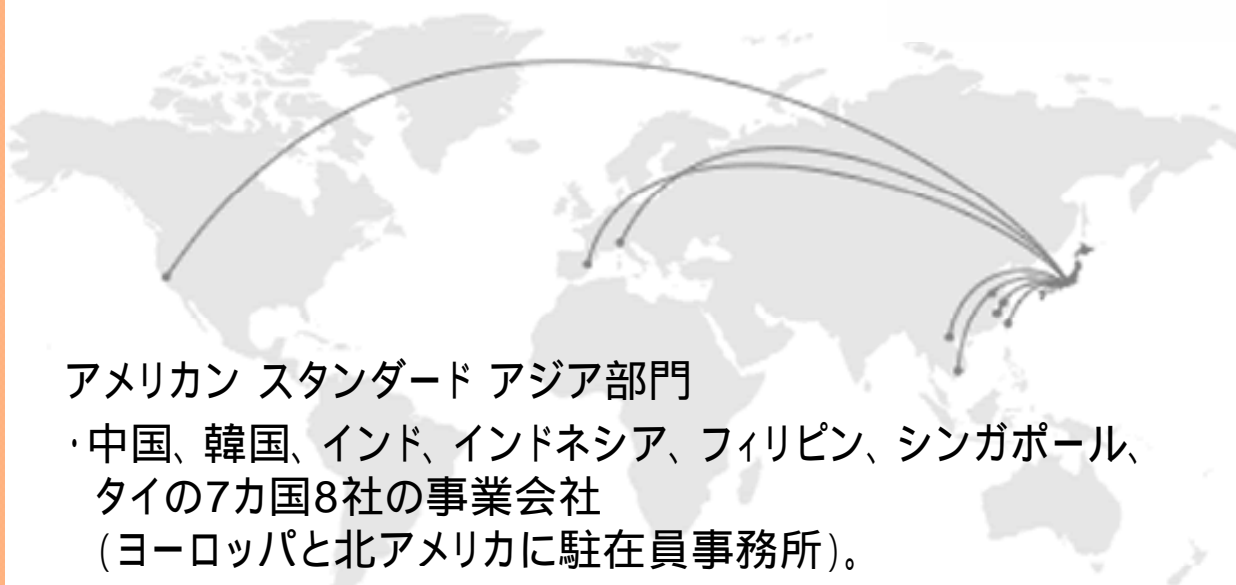 アメリカン スタンダード アジア部門
・中国、韓国、インド、インドネシア、フィリピン、シンガポール、
タイの7カ国8社の事業会社
(ヨーロッパと北アメリカに駐在員事務所)。